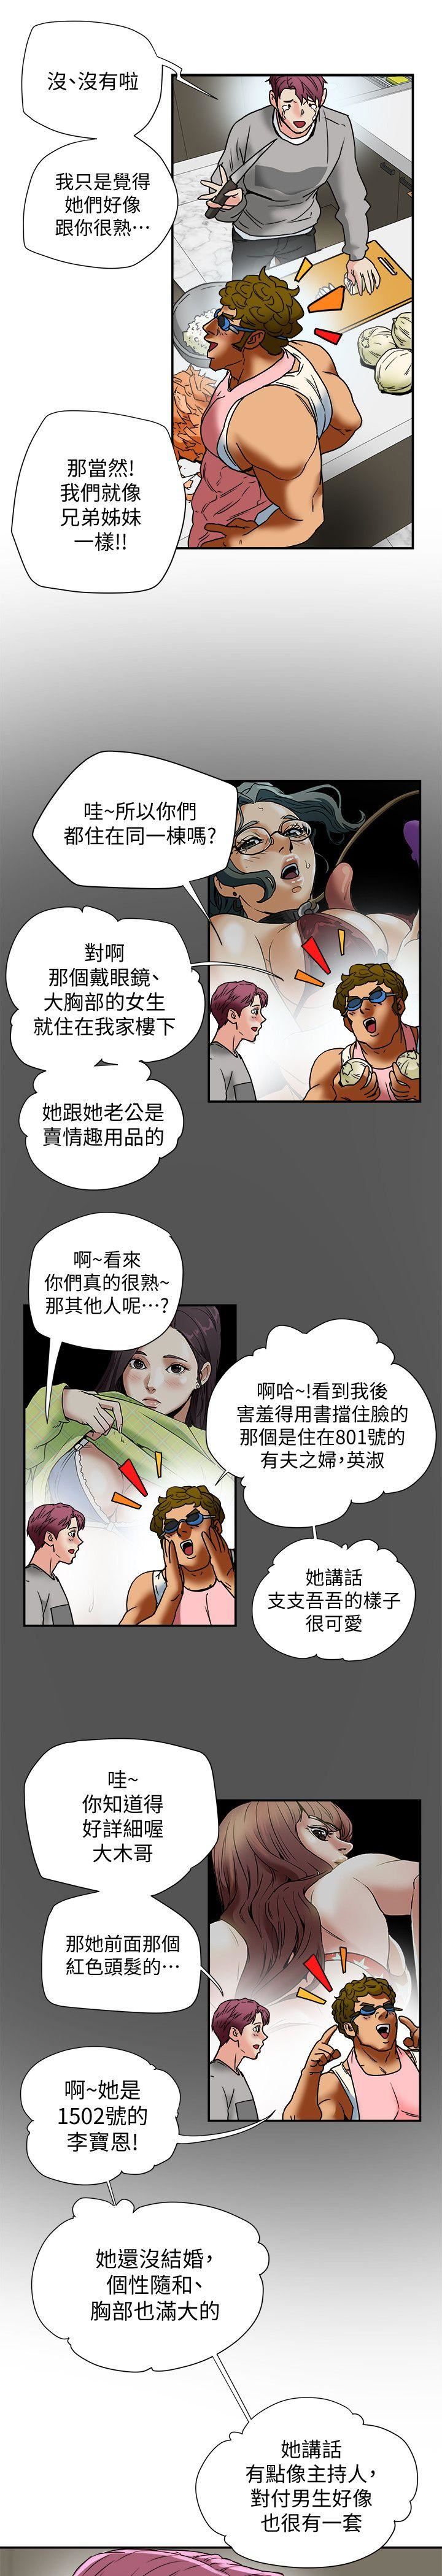 沒、沒有啦
我只是覺得
她們好像
跟你很熟…
那當然!
我們就像
兄弟姊妹
一樣!!
哇~所以你們
都住在同一棟嗎?
對啊
那個戴眼鏡、
大胸部的女生
就住在我家樓下
她跟她老公是
賣情趣用品的
啊~看來
你們真的很熟~
那其他人呢…?
啊哈~!看到我後
害羞得用書擋住臉的
那個是住在801號的
有夫之婦,英淑
她講話
支支吾吾的樣子
很可愛
哇~
你知道得
好詳細喔
大木哥
那她前面那個
紅色頭髮的…
啊~她是
1502號的
李寶恩!
她還沒結婚,
個性隨和、
胸部也滿大的
她講話
有點像主持人,
對付男生好像
也很有一套